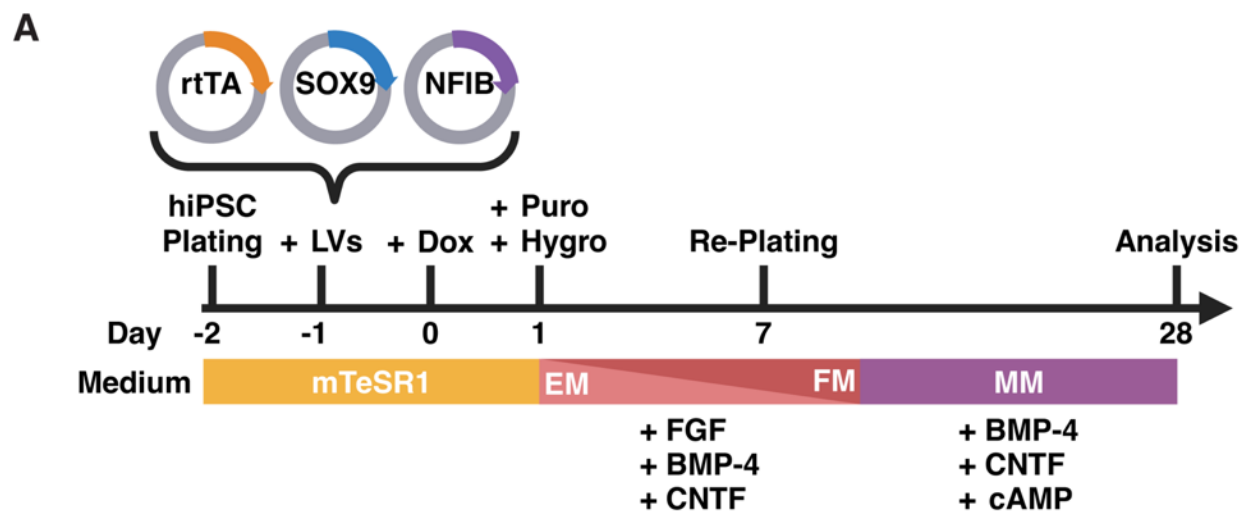 A
rtTA SOX9 NFIB
hiPSC + Puro
Plating + LVs + Dox + Hygro Re-Plating Analysis
Day -2 -1 0 1 7 28
Medium mTeSR1 EM FM MM
+ FGF + BMP-4
+ BMP-4 + CNTF
+ CNTF + cAMP